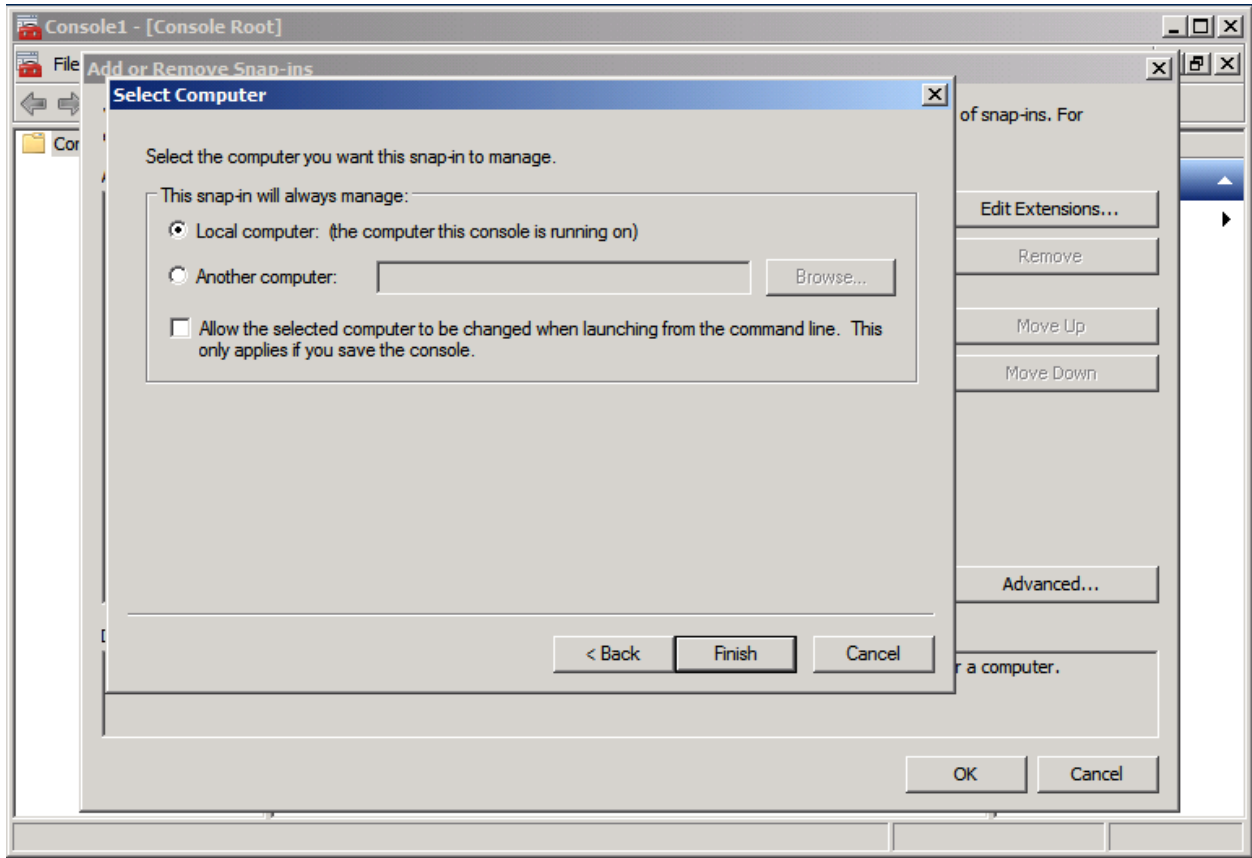 Console1 - [Console Root]
File
Add or Remove Snap-ins
Select Computer
of snap-ins. For
Select the computer you want this snap-in to manage.
This snap-in will always manage:
Local computer: (the computer this console is running on)
Another computer:
Browse...
Allow the selected computer to be changed when launching from the command line. This
only applies if you save the console.
Edit Extensions...
Remove
Move Up
Move Down
Advanced...
< Back
Finish
Cancel
r a computer.
OK
Cancel